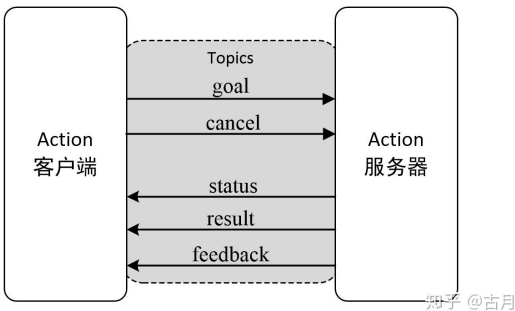 Topics
goal
cancel
Action
客户端
Action
服务器
status
result
feedback
知乎 @古月